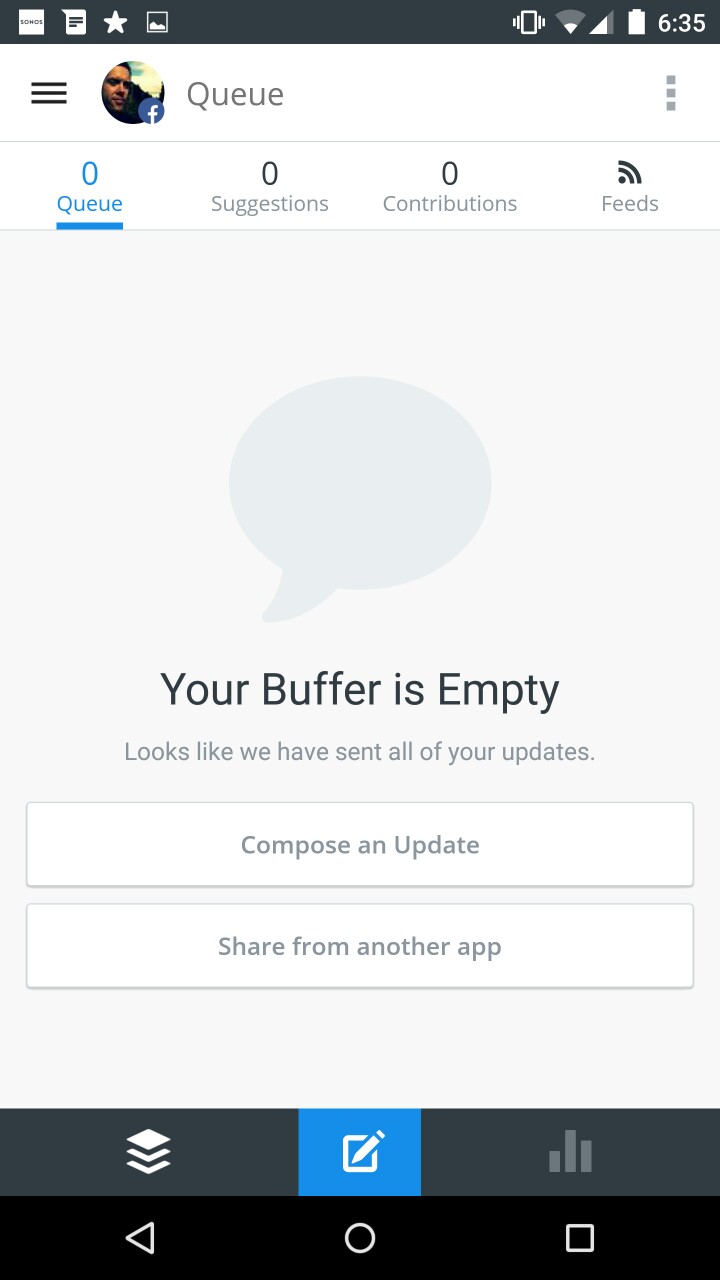 SONOS
6:35
Queue
0
Queue
0
Suggestions
0
Contributions
Feeds
Your Buffer is Empty
Looks like we have sent all of your updates.
Compose an Update
Share from another app